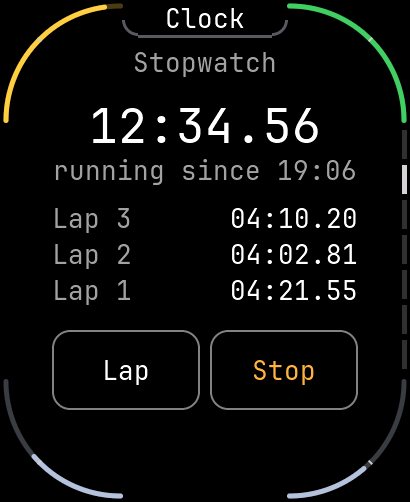 Clock
Stopwatch
12:34.56
running since 19:06
Lap 3 04:10.20
Lap 2 04:02.81
Lap 1 04:21.55
Lap Stop